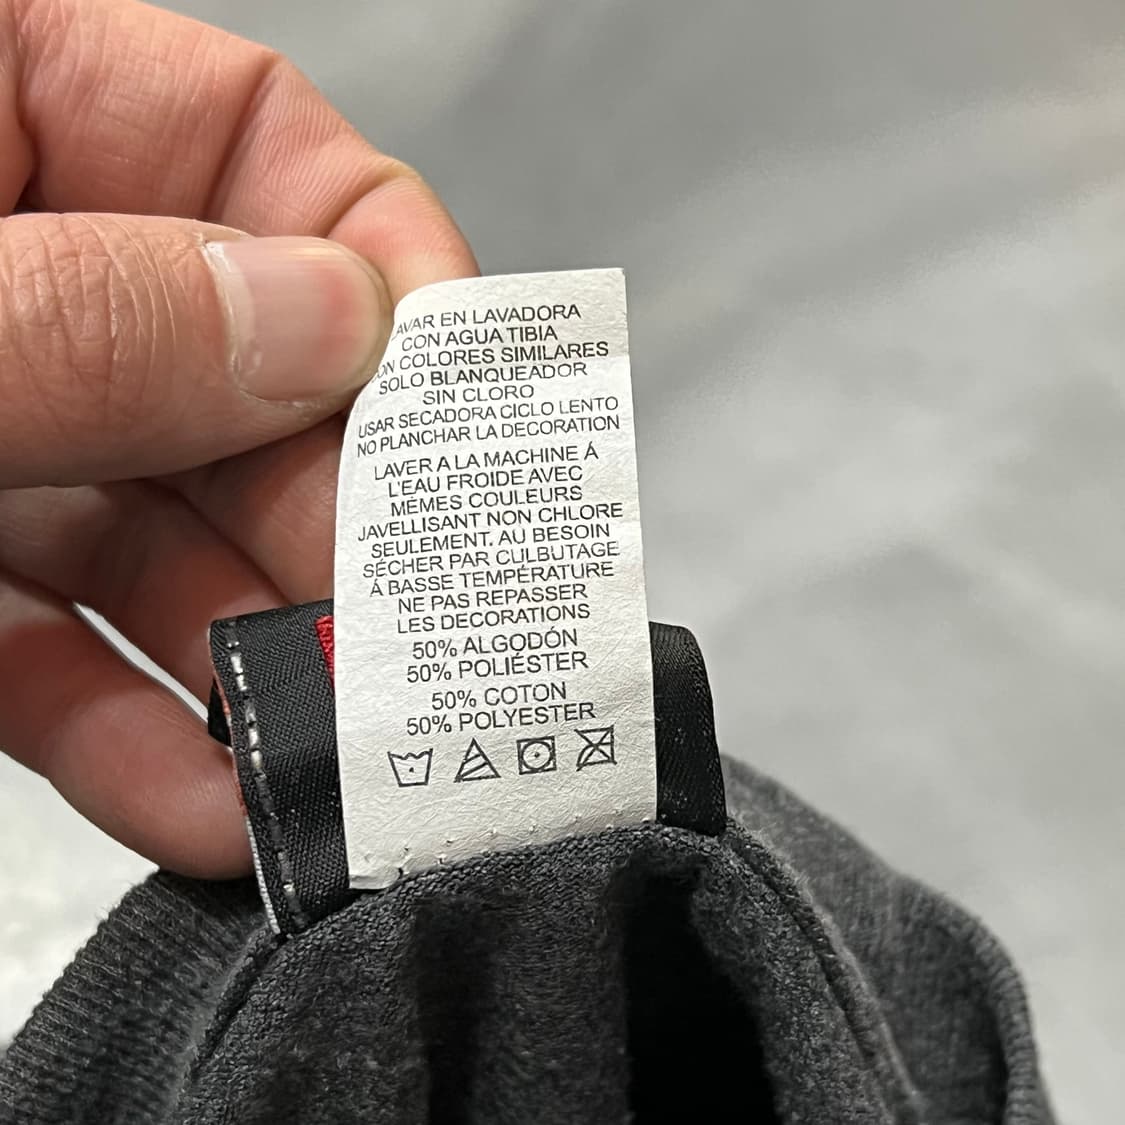 AVAR EN LAVADORA
CON AGUA TIBIA
ON COLORES SIMILARES
SOLO BLANQUEADOR
SIN CLORO
USAR SECADORA CICLO LENTO
NO PLANCHAR LA DECORATION
LAVER A LA MACHINE Á
L'EAU FROIDE AVEC
MÊMES COULEURS
JAVELLISANT NON CHLORE
SEULEMENT. AU BESOIN
SÉCHER PAR CULBUTAGE
Á BASSE TEMPÉRATURE
NE PAS REPASSER
LES DECORATIONS
50% ALGODÓN
50% POLIÉSTER
50% COTON
50% POLYESTER